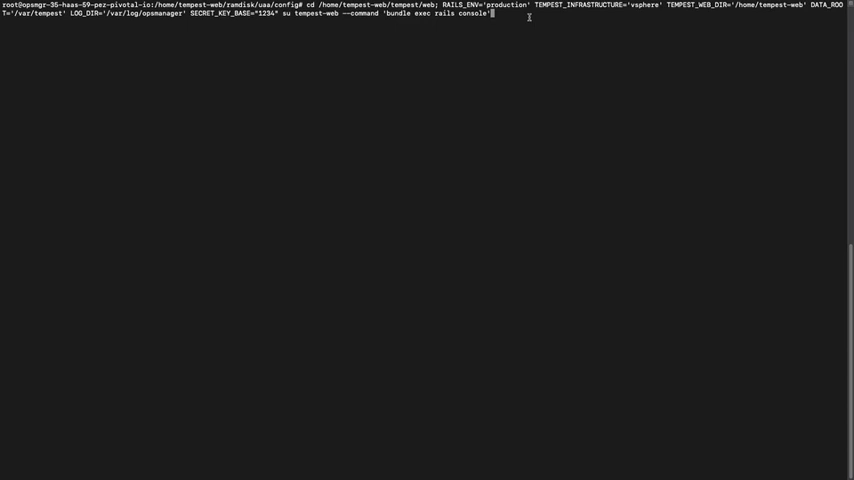 root@opsmgr-35-haas-59-pez-pivotal-io:/home/tempest-web/ramdisk/uaa/config# cd /home/tempest-web/tempest/web; RAILS_ENV='production' TEMPEST_INFRASTRUCTURE='vsphere' TEMPEST_WEB_DIR='/home/tempest-web' DATA_ROO
T='/var/tempest' LOG_DIR='/var/log/opsmanager' SECRET_KEY_BASE="1234" su tempest-web --command 'bundle exec rails console'